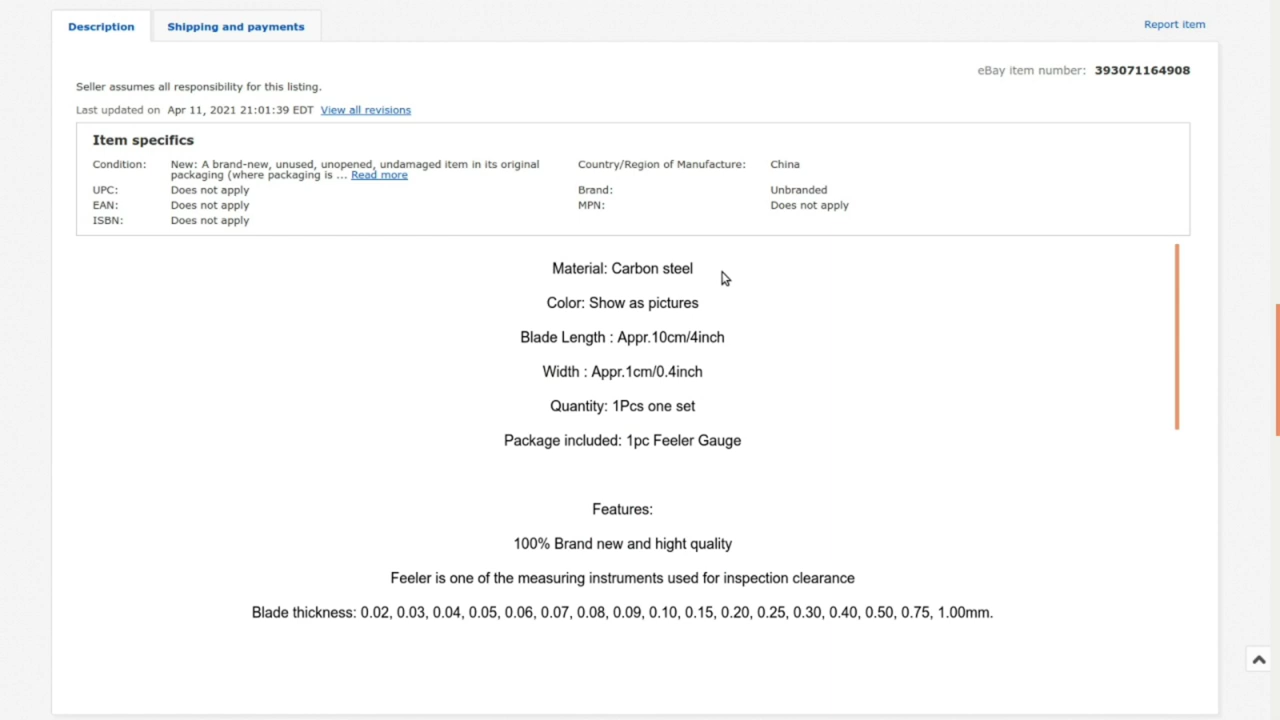 Description
Shipping and payments
Report item
eBay item number: 393071164908
Seller assumes all responsibility for this listing.
Last updated on Apr 11, 2021 21:01:39 EDT View all revisions
Item specifics
Condition: New: A brand-new, unused, unopened, undamaged item in its original
packaging (where packaging is ... Read more
Country/Region of Manufacture: China
UPC: Does not apply
Brand: Unbranded
EAN: Does not apply
MPN: Does not apply
ISBN: Does not apply
Material: Carbon steel
Color: Show as pictures
Blade Length : Appr.10cm/4inch
Width : Appr.1cm/0.4inch
Quantity: 1Pcs one set
Package included: 1pc Feeler Gauge
Features:
100% Brand new and hight quality
Feeler is one of the measuring instruments used for inspection clearance
Blade thickness: 0.02, 0.03, 0.04, 0.05, 0.06, 0.07, 0.08, 0.09, 0.10, 0.15, 0.20, 0.25, 0.30, 0.40, 0.50, 0.75, 1.00mm.